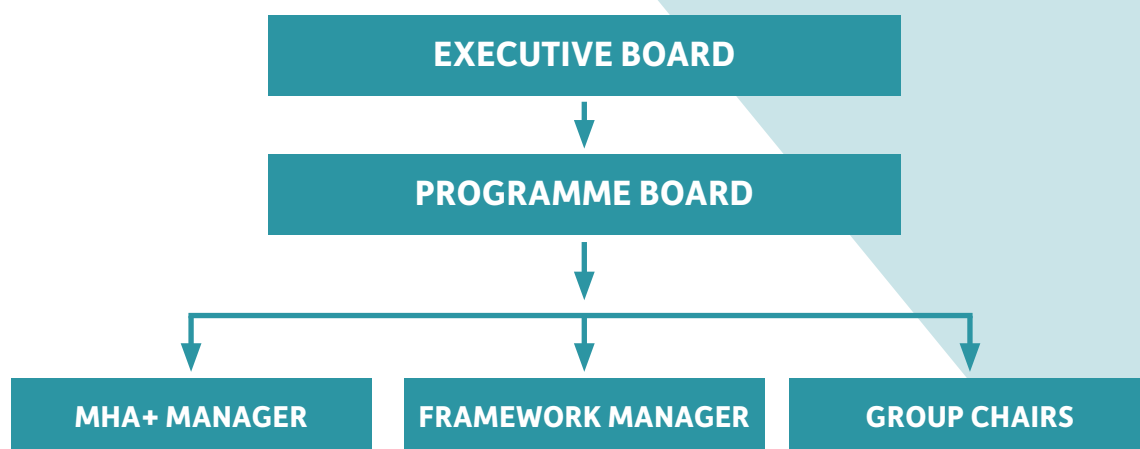 EXECUTIVE BOARD
PROGRAMME BOARD
MHA+ MANAGER
FRAMEWORK MANAGER
GROUP CHAIRS